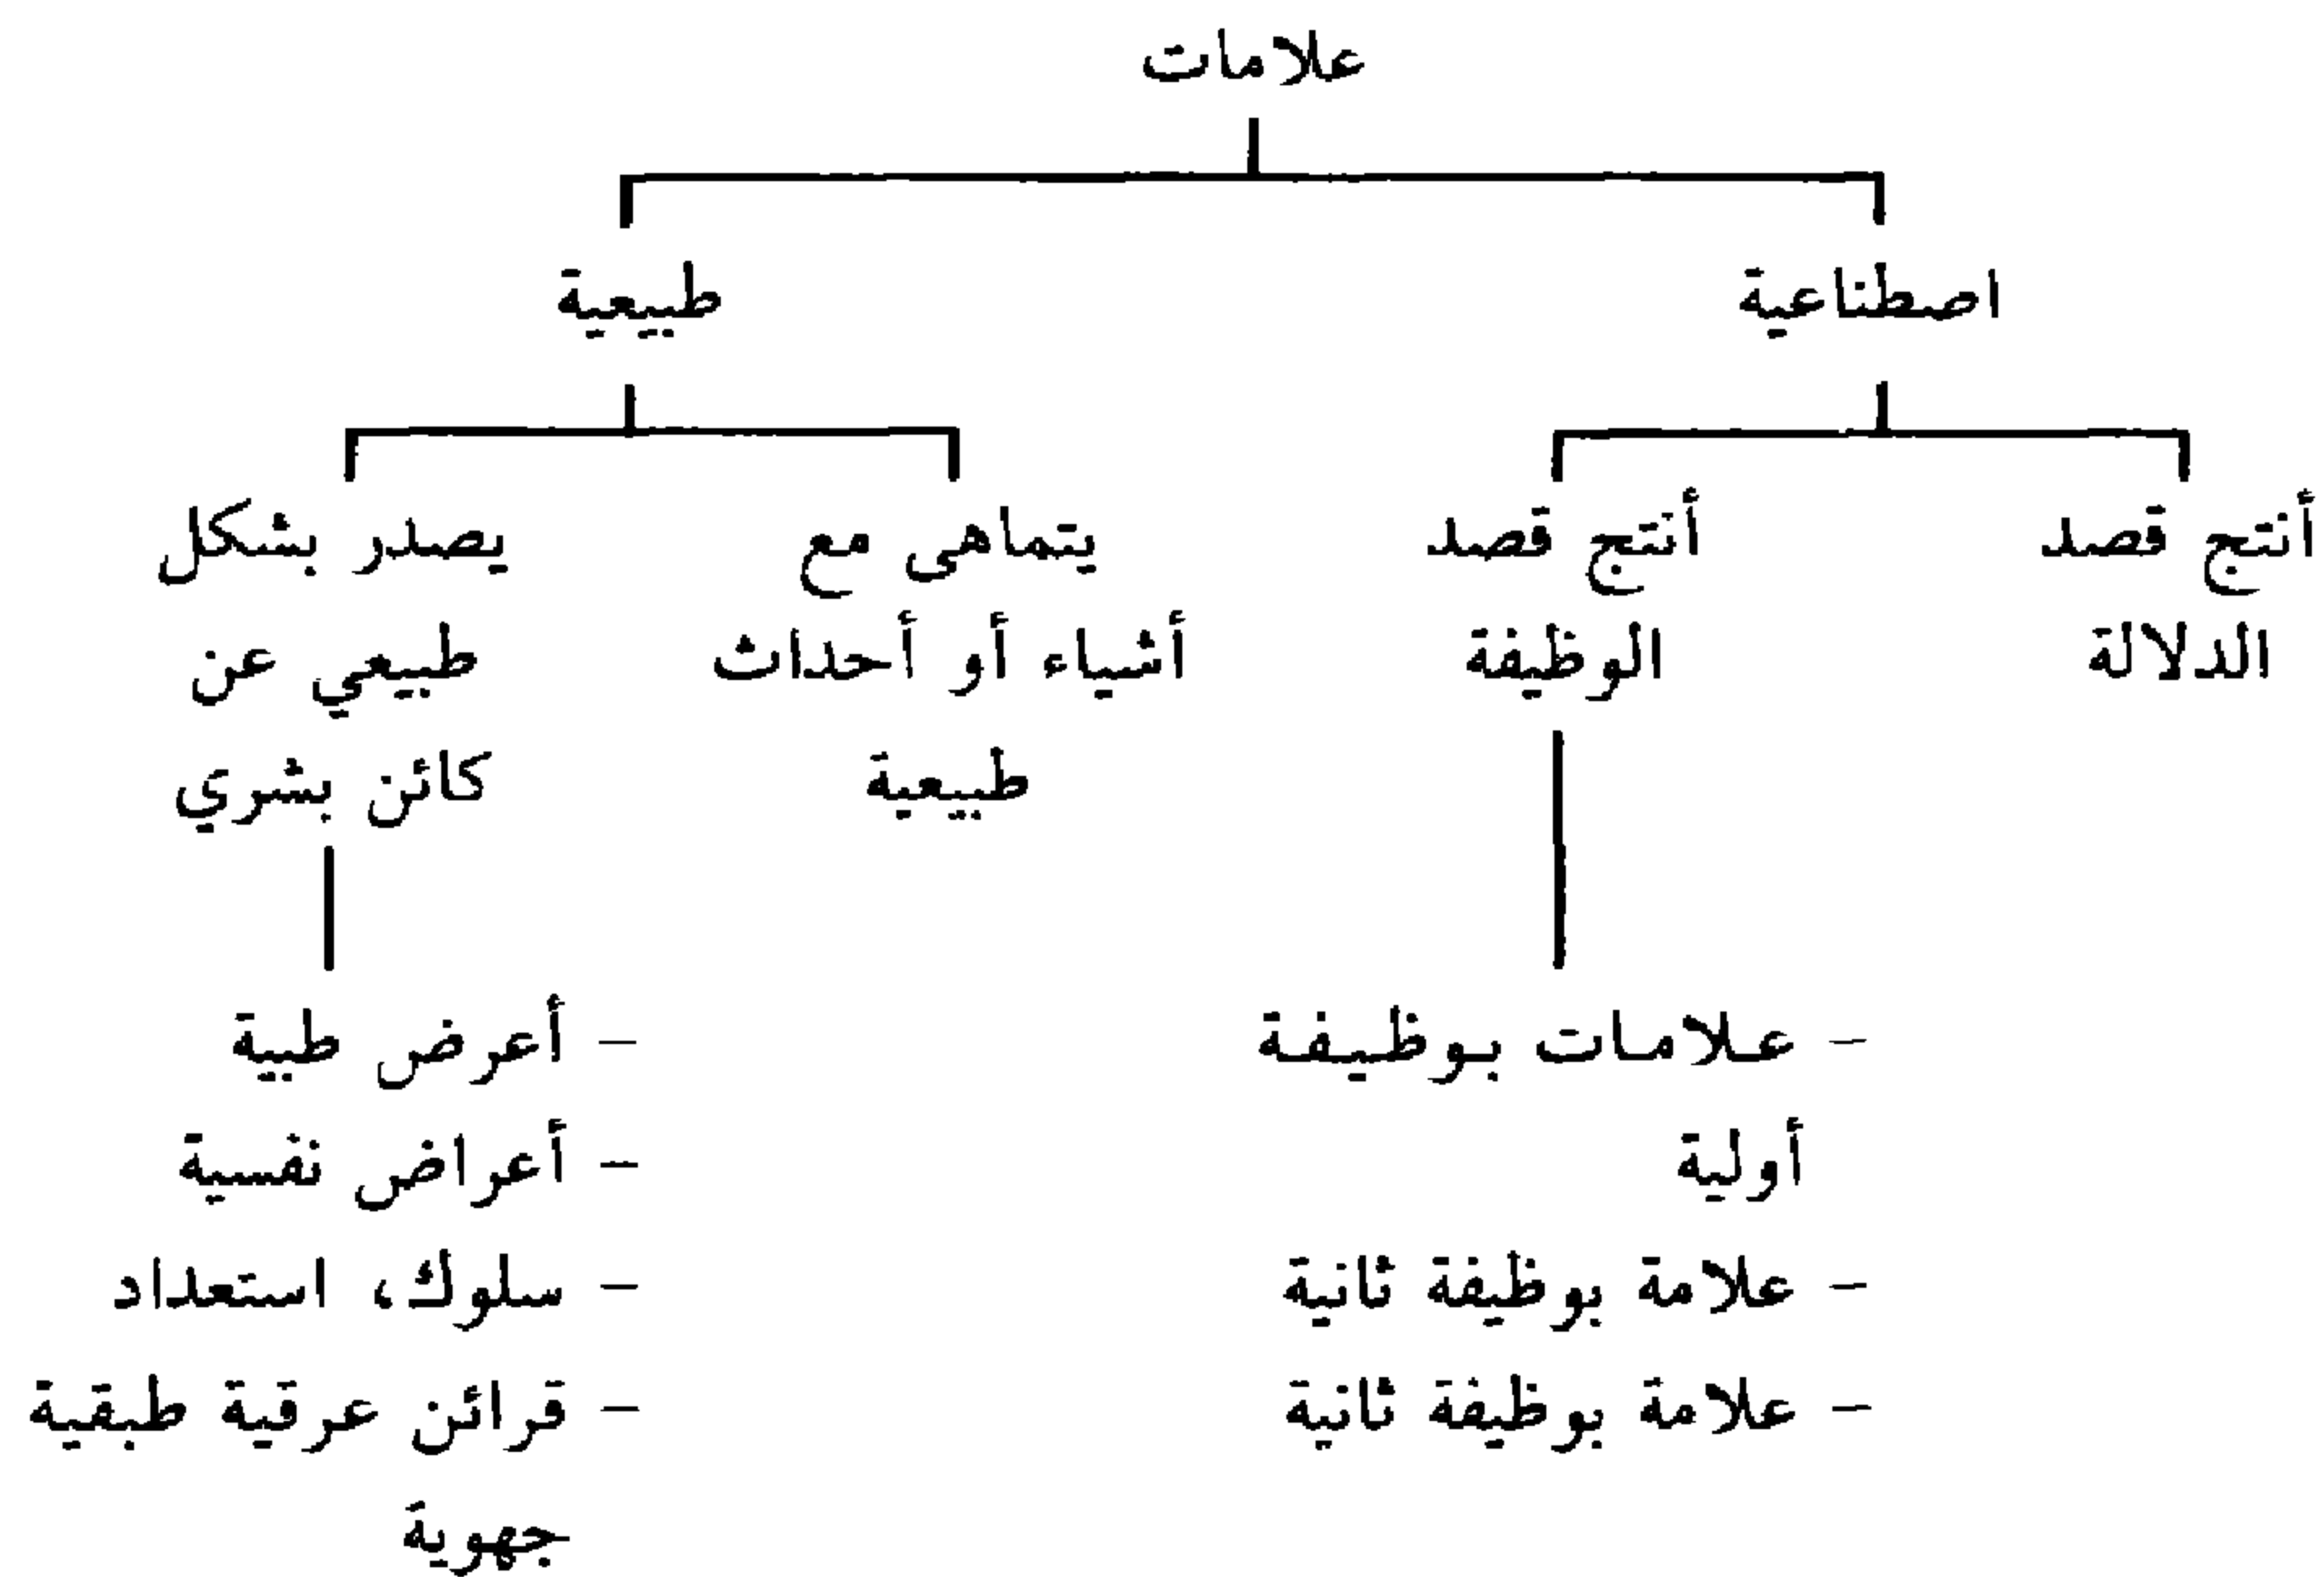 علامات
اصطناعية
طبيعية
أنتج قصد
الدلالة
أنتج قصد
الوظيفة
يتماهى مع
أشياء أو أحداث
طبيعية
يصدر بشكل
طبيعي عن
كائن بشري
– علامات بوظيفة
أولية
– علامة بوظيفة ثانية
– علامة بوظيفة ثانية
– أعرض طبية
– أعراض نفسية
– سلوك، استعداد
– قرائن عرقية طبقية
جهوية